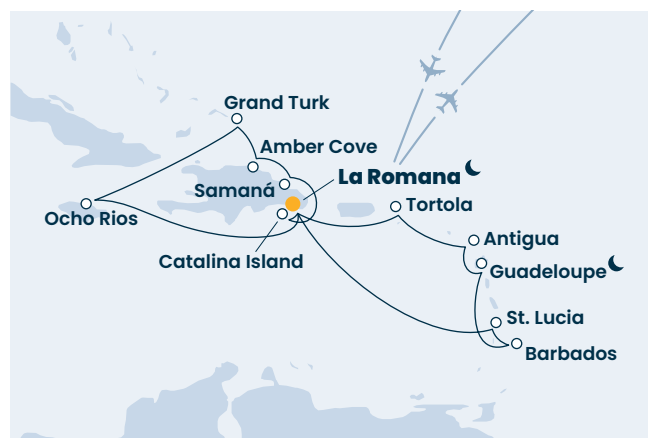 Grand Turk
Amber Cove
La Romana
Samaná
Tortola
Ocho Rios
Antigua
Catalina Island
Guadeloupe
St. Lucia
Barbados